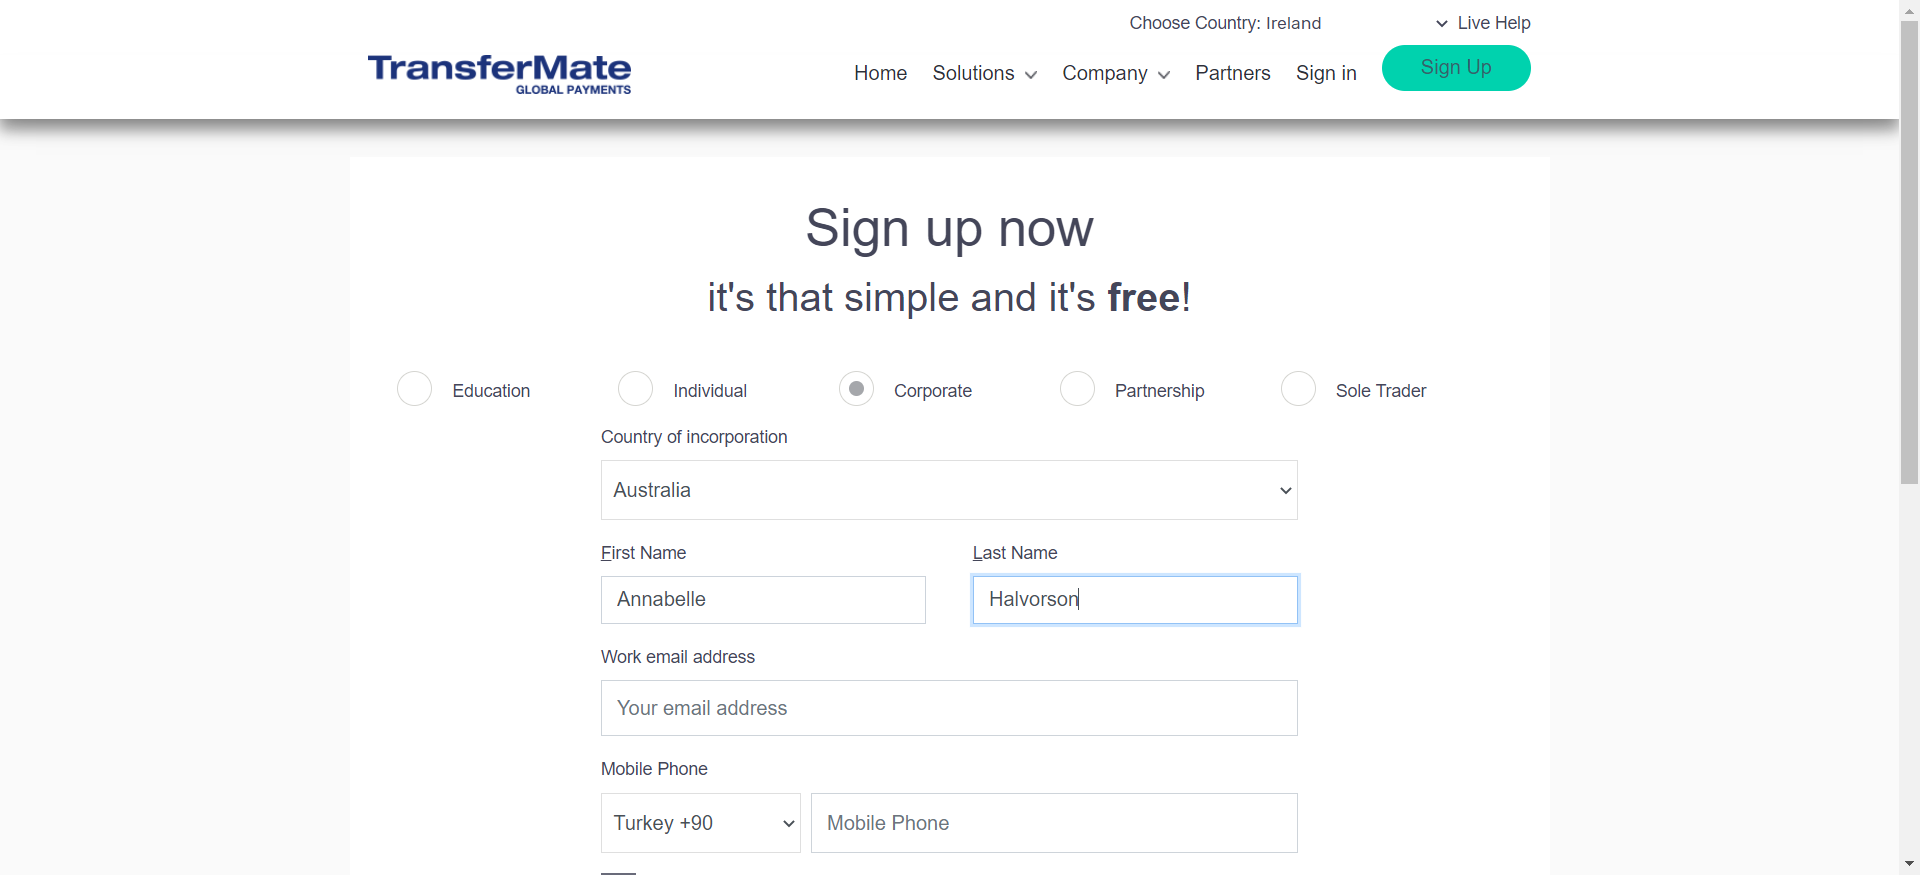 Choose Country: Ireland
Live Help
TransferMate
GLOBAL PAYMENTS
Home Solutions Company Partners Sign in Sign Up
Sign up now
it's that simple and it's free!
Education Individual Corporate Partnership Sole Trader
Country of incorporation
Australia
First Name Last Name
Annabelle Halvorson
Work email address
Your email address
Mobile Phone
Turkey +90 Mobile Phone